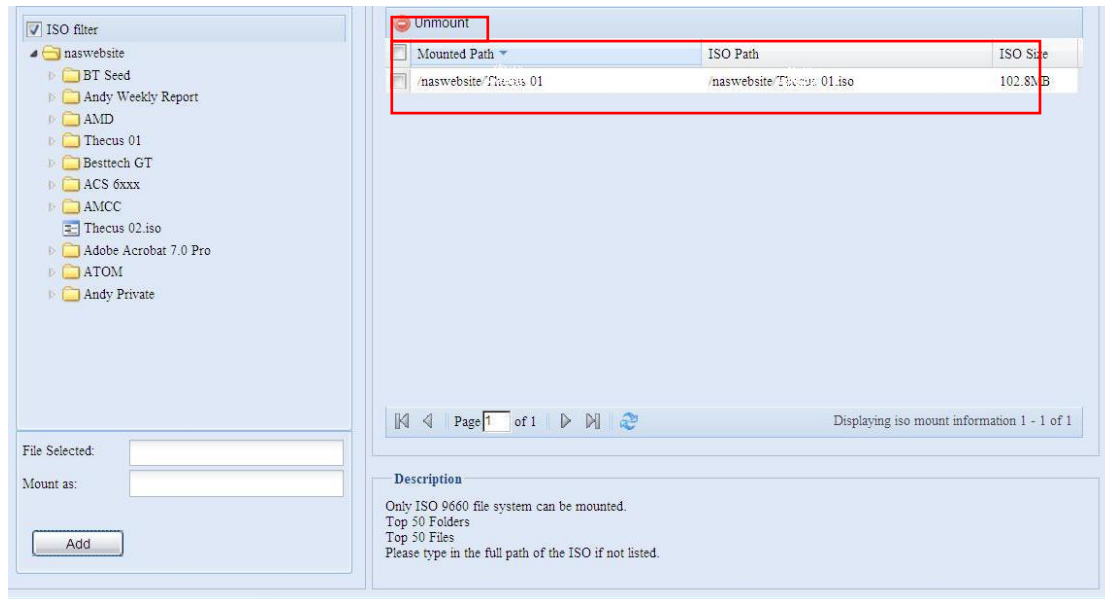 ISO filter
naswebsite
BT Seed
Andy Weekly Report
AMD
Thecus 01
Besttech GT
ACS 6xxx
AMCC
Thecus 02.iso
Adobe Acrobat 7.0 Pro
ATOM
Andy Private
File Selected:
Mount as:
Add
Unmount
Mounted Path ISO Path ISO Size
/naswebsite/Thecus 01 /naswebsite/Thecus 01.iso 102.8MB
Page 1 of 1 Displaying iso mount information 1 - 1 of 1
Description
Only ISO 9660 file system can be mounted.
Top 50 Folders
Top 50 Files
Please type in the full path of the ISO if not listed.